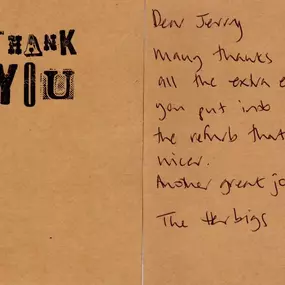 THANK
YOU
Dear Jerry
Many thanks
all the extra e
you put into
the refurb that
nicer.
Another great jo
The Herbigs